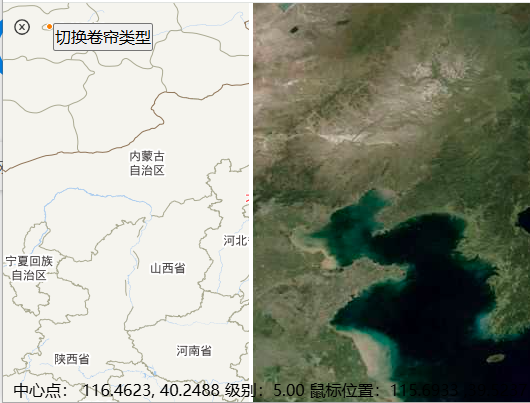 切换卷帘类型
内蒙古
自治区
河北
宁夏回族
自治区
山西省
河南省
陕西省
中心点： 116.4623, 40.2488 级别：5.00 鼠标位置：115.6933